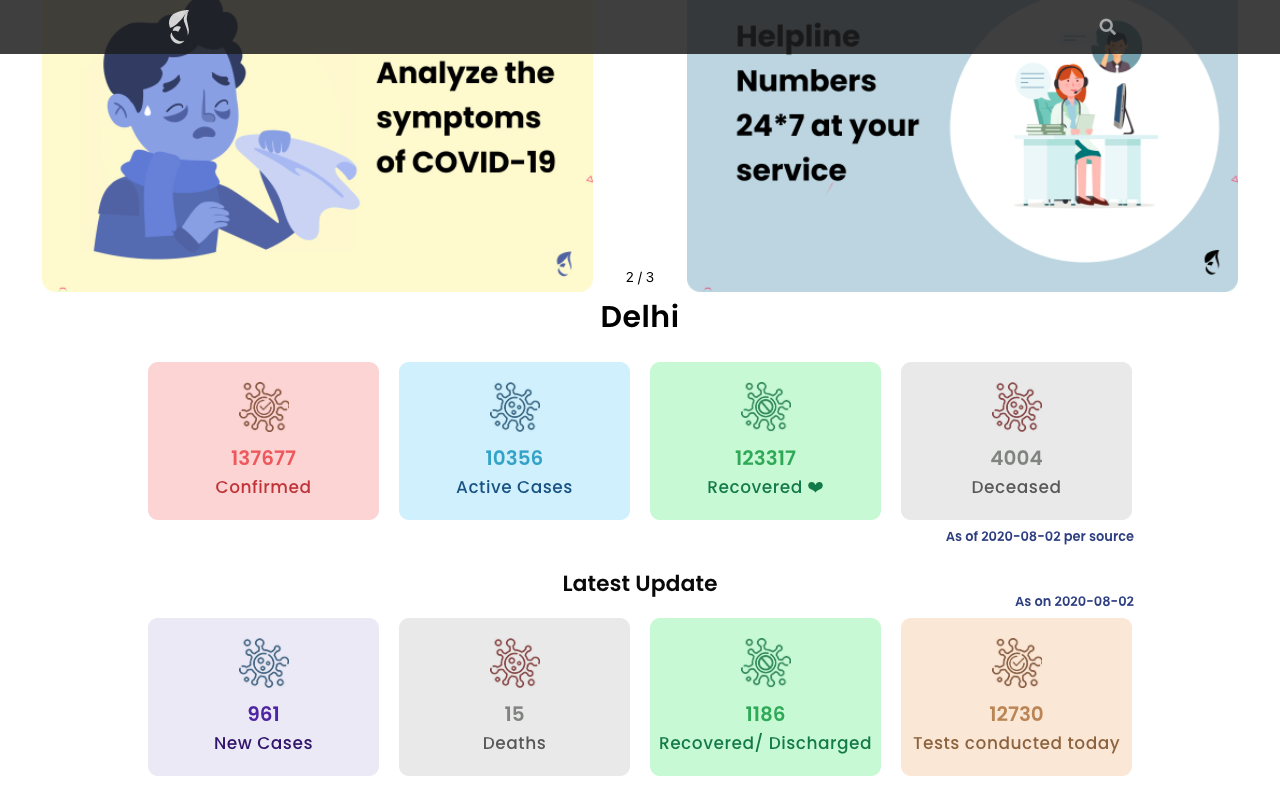 Analyze the
symptoms
of COVID-19
Helpline
Numbers
24*7 at your
service
2 / 3
Delhi
137677
Confirmed
10356
Active Cases
123317
Recovered ❤
4004
Deceased
As of 2020-08-02 per source
Latest Update
As on 2020-08-02
961
New Cases
15
Deaths
1186
Recovered/ Discharged
12730
Tests conducted today